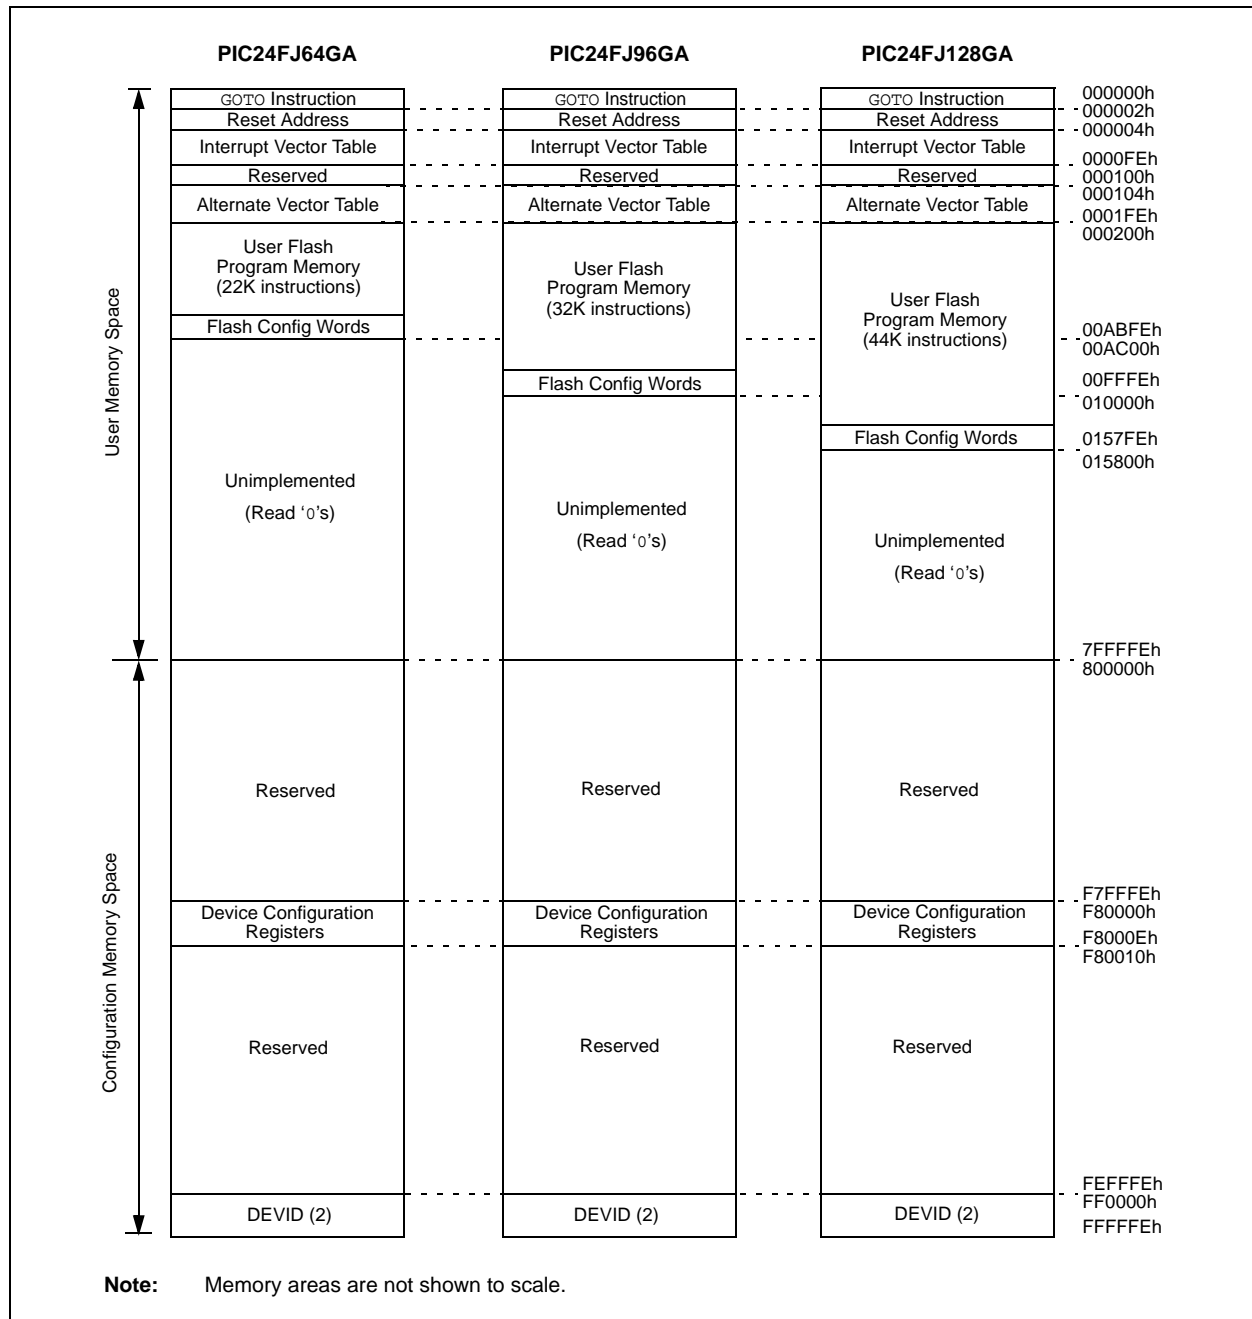 PIC24FJ64GA
PIC24FJ96GA
PIC24FJ128GA
GOTO Instruction
GOTO Instruction
GOTO Instruction
000000h
000002h
Reset Address
Reset Address
Reset Address
000004h
Interrupt Vector Table
Interrupt Vector Table
Interrupt Vector Table
0000FEh
000100h
Reserved
Reserved
Reserved
000104h
Alternate Vector Table
Alternate Vector Table
Alternate Vector Table
0001FEh
000200h
User Flash
Program Memory
(22K instructions)
User Flash
Program Memory
(32K instructions)
User Flash
Program Memory
(44K instructions)
Flash Config Words
00ABFEh
00AC00h
Flash Config Words
00FFFEh
010000h
Flash Config Words
0157FEh
015800h
User Memory Space
Unimplemented
(Read ‘0’s)
Unimplemented
(Read ‘0’s)
Unimplemented
(Read ‘0’s)
7FFFFEh
800000h
Reserved
Reserved
Reserved
Configuration Memory Space
F7FFFEh
F80000h
Device Configuration
Registers
Device Configuration
Registers
Device Configuration
Registers
F8000Eh
F80010h
Reserved
Reserved
Reserved
FEFFFEh
FF0000h
DEVID (2)
DEVID (2)
DEVID (2)
FFFFFEh
Note: Memory areas are not shown to scale.